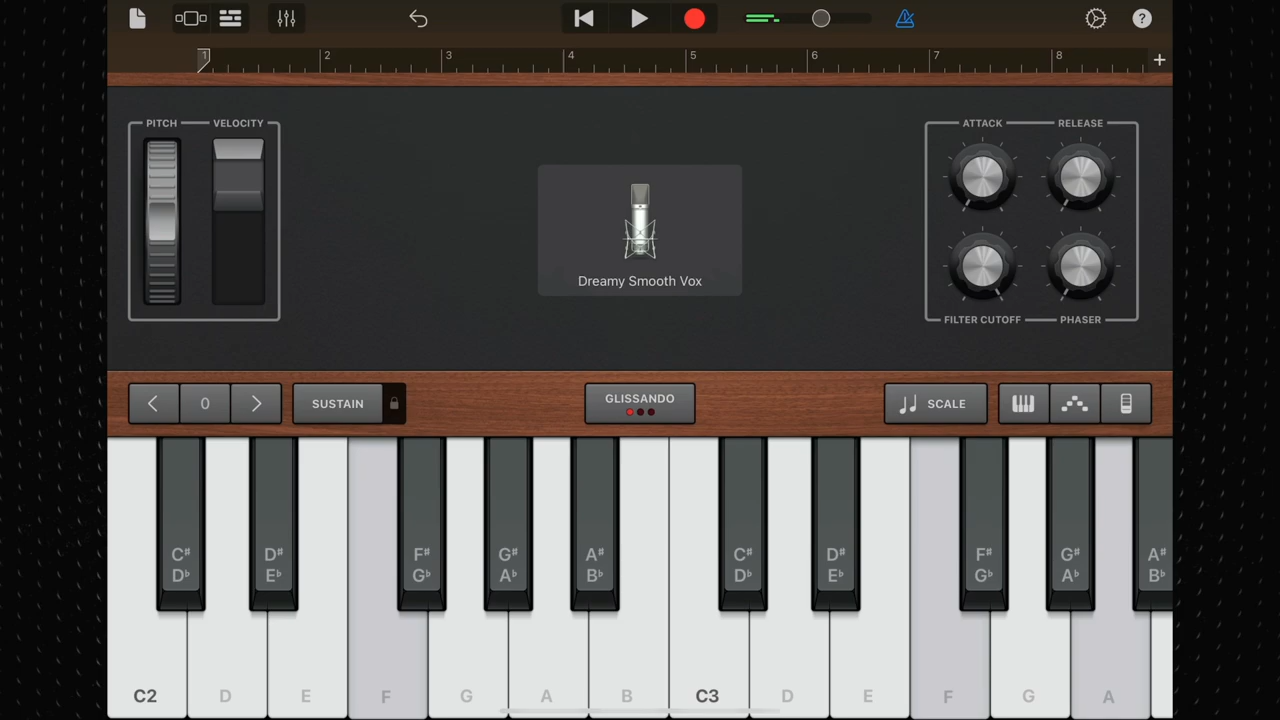 ?
1 2 3 4 5 6 7 8 +
PITCH VELOCITY
ATTACK RELEASE
Dreamy Smooth Vox
FILTER CUTOFF PHASER
0 SUSTAIN GLISSANDO SCALE
C♯ D♯ F♯ G♯ A♯ C♯ D♯ F♯ G♯ A♯
D♭ E♭ G♭ A♭ B♭ D♭ E♭ G♭ A♭ B♭
C2 D E F G A B C3 D E F G A